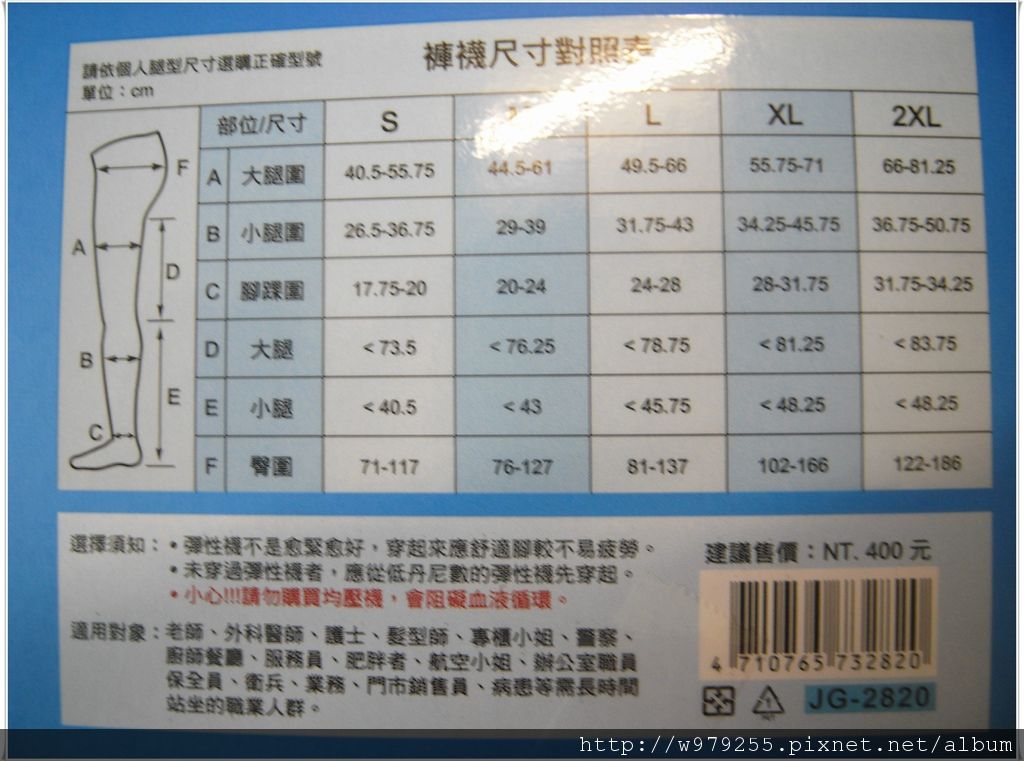 請依個人腿型尺寸選購正確型號
單位：cm
褲襪尺寸對照表
部位/尺寸 S L XL 2XL
A 大腿圍 40.5-55.75 44.5-61 49.5-66 55.75-71 66-81.25
B 小腿圍 26.5-36.75 29-39 31.75-43 34.25-45.75 36.75-50.75
C 腳踝圍 17.75-20 20-24 24-28 28-31.75 31.75-34.25
D 大腿 <73.5 <76.25 <78.75 <81.25 <83.75
E 小腿 <40.5 <43 <45.75 <48.25 <48.25
F 臀圍 71-117 76-127 81-137 102-166 122-186
F
A
D
B
E
C
選擇須知：•彈性襪不是愈緊愈好，穿起來應舒適腳較不易疲勞。
•未穿過彈性襪者，應從低丹尼數的彈性襪先穿起。
•小心!!!請勿購買均壓襪，會阻礙血液循環。
適用對象：老師、外科醫師、護士、髮型師、專櫃小姐、警察、
廚師餐廳、服務員、肥胖者、航空小姐、辦公室職員
保全員、衛兵、業務、門市銷售員、病患等需長時間
站坐的職業人群。
建議售價：NT. 400 元
4 710765 732820
JG-2820
http://w979255.pixnet.net/album